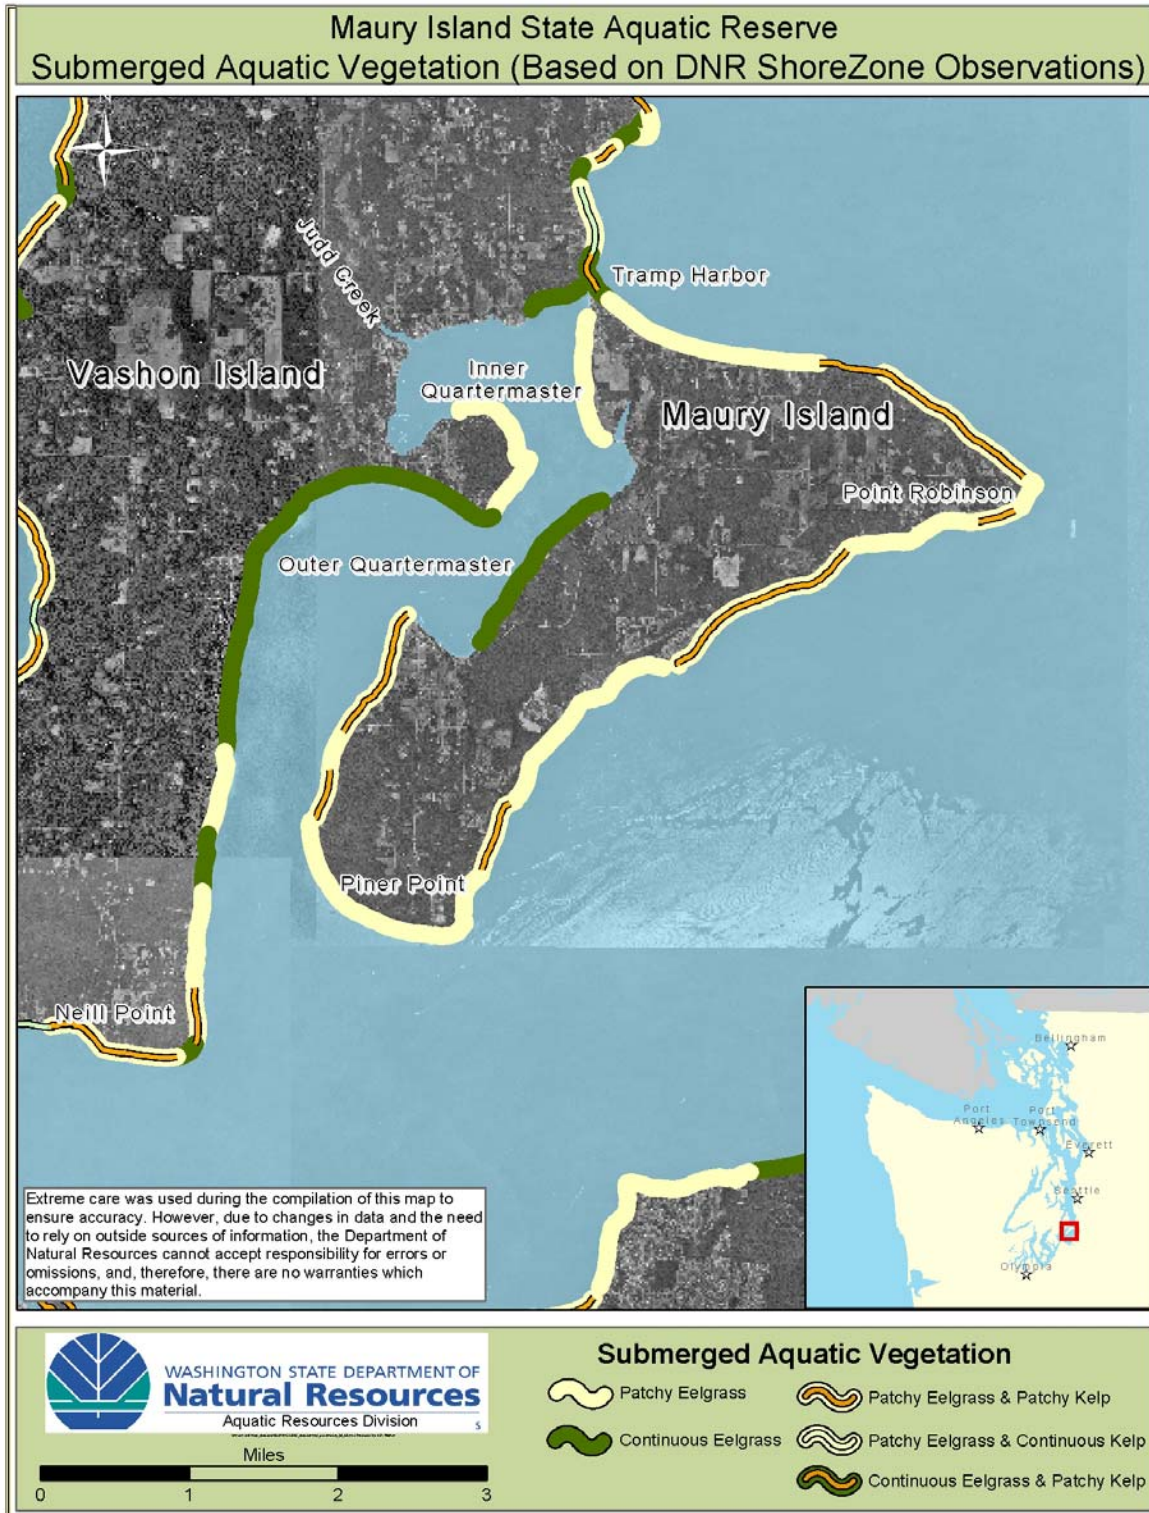 Maury Island State Aquatic Reserve
Submerged Aquatic Vegetation (Based on DNR ShoreZone Observations)
Judd Creek
Tramp Harbor
Vashon Island
Inner
Quartermaster
Maury Island
Point Robinson
Outer Quartermaster
Piner Point
Neill Point
Bellingham
Port
Angeles
Port
Townsend
Everett
Seattle
Olympia
Extreme care was used during the compilation of this map to
ensure accuracy. However, due to changes in data and the need
to rely on outside sources of information, the Department of
Natural Resources cannot accept responsibility for errors or
omissions, and, therefore, there are no warranties which
accompany this material.
WASHINGTON STATE DEPARTMENT OF
Natural Resources
Aquatic Resources Division
S
Miles
0 1 2 3
Submerged Aquatic Vegetation
Patchy Eelgrass
Continuous Eelgrass
Patchy Eelgrass & Patchy Kelp
Patchy Eelgrass & Continuous Kelp
Continuous Eelgrass & Patchy Kelp